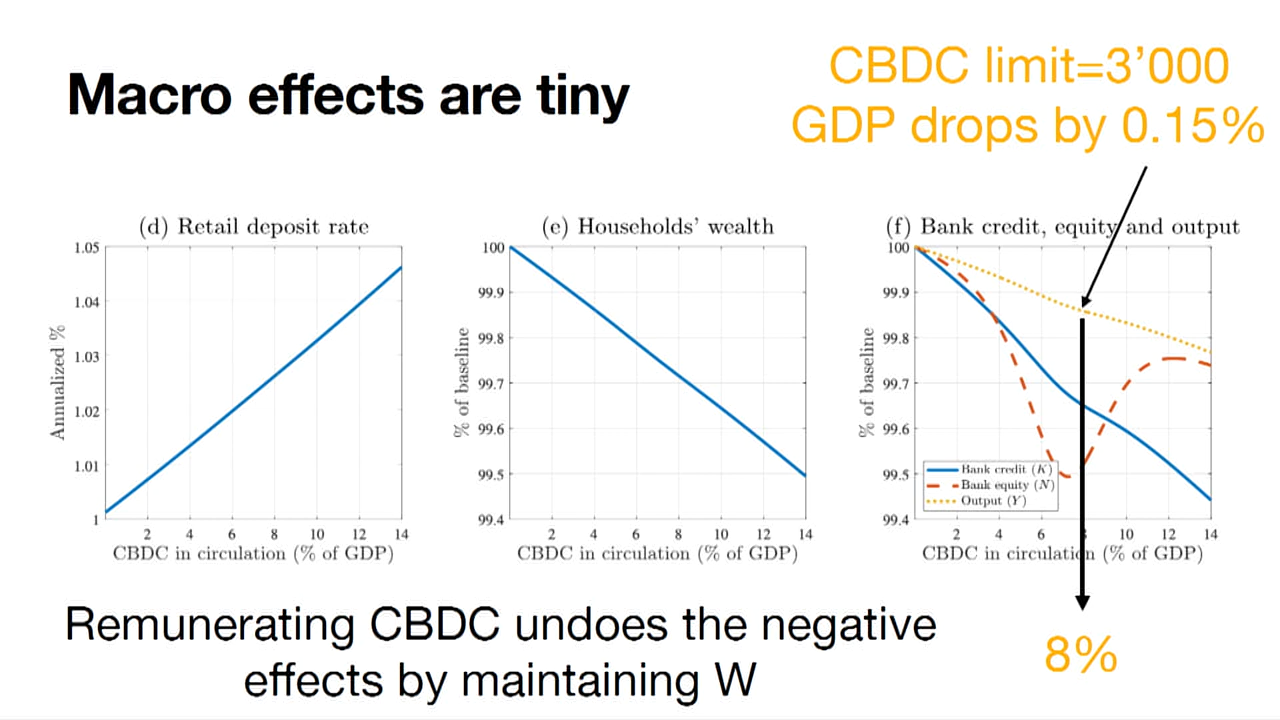 Macro effects are tiny
CBDC limit=3'000
GDP drops by 0.15%
(d) Retail deposit rate
1.05
1.04
1.03
1.02
1.01
1
Annualized %
2 4 6 8 10 12 14
CBDC in circulation (% of GDP)
(e) Households' wealth
100
99.9
99.8
99.7
99.6
99.5
99.4
% of baseline
2 4 6 8 10 12 14
CBDC in circulation (% of GDP)
(f) Bank credit, equity and output
100
99.9
99.8
99.7
99.6
99.5
99.4
% of baseline
Bank credit (K)
Bank equity (N)
Output (Y)
2 4 6 8 10 12 14
CBDC in circulation (% of GDP)
Remunerating CBDC undoes the negative
effects by maintaining W
8%